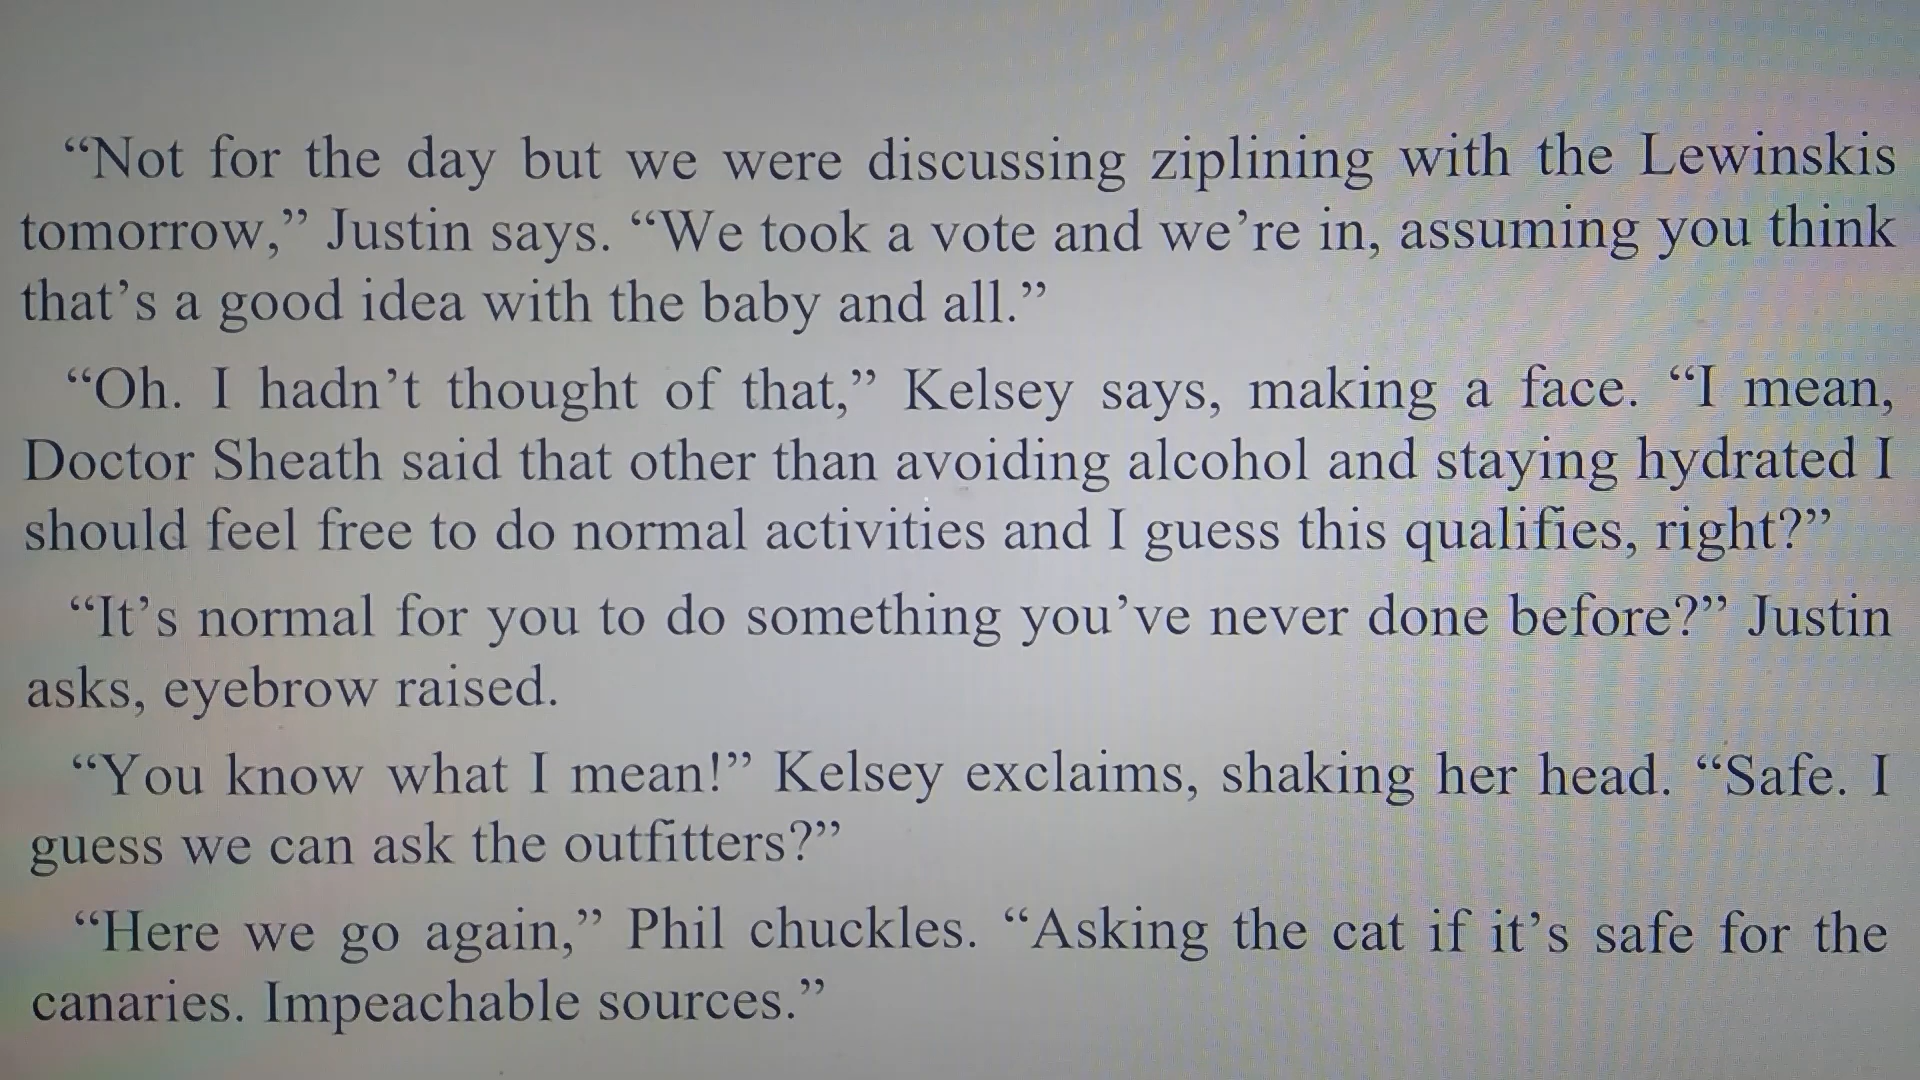 “Not for the day but we were discussing ziplining with the Lewinskis
tomorrow,” Justin says. “We took a vote and we’re in, assuming you think
that’s a good idea with the baby and all.”
“Oh. I hadn’t thought of that,” Kelsey says, making a face. “I mean,
Doctor Sheath said that other than avoiding alcohol and staying hydrated I
should feel free to do normal activities and I guess this qualifies, right?”
“It’s normal for you to do something you’ve never done before?” Justin
asks, eyebrow raised.
“You know what I mean!” Kelsey exclaims, shaking her head. “Safe. I
guess we can ask the outfitters?”
“Here we go again,” Phil chuckles. “Asking the cat if it’s safe for the
canaries. Impeachable sources.”